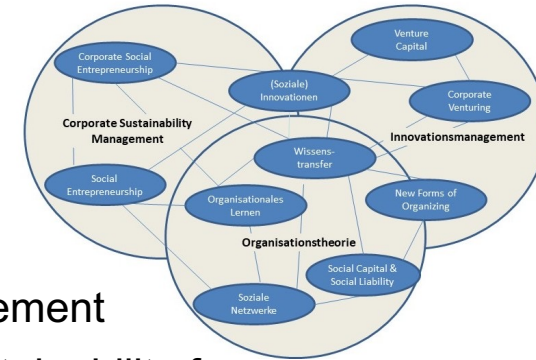 Venture
Capital
Corporate Social
Entrepreneurship
(Soziale)
Innovationen
Corporate
Venturing
Corporate Sustainability
Management
Innovationsmanagement
Wissens-
transfer
Social
Entrepreneurship
Organisationales
Lernen
New Forms of
Organizing
Organisationstheorie
Social Capital &
Social Liability
Soziale
Netzwerke